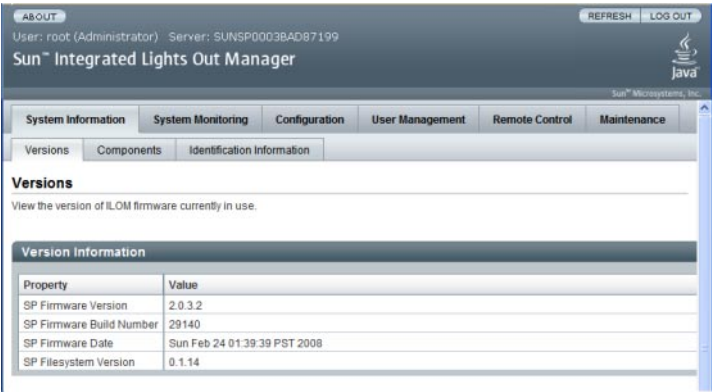 ABOUT
REFRESH LOG OUT
User: root (Administrator) Server: SUNSP0003BAD87199
Sun™ Integrated Lights Out Manager
Java™
Sun™ Microsystems, Inc.
System Information System Monitoring Configuration User Management Remote Control Maintenance
Versions Components Identification Information
Versions
View the version of ILOM firmware currently in use.
Version Information
Property Value
SP Firmware Version 2.0.3.2
SP Firmware Build Number 29140
SP Firmware Date Sun Feb 24 01:39:39 PST 2008
SP Filesystem Version 0.1.14